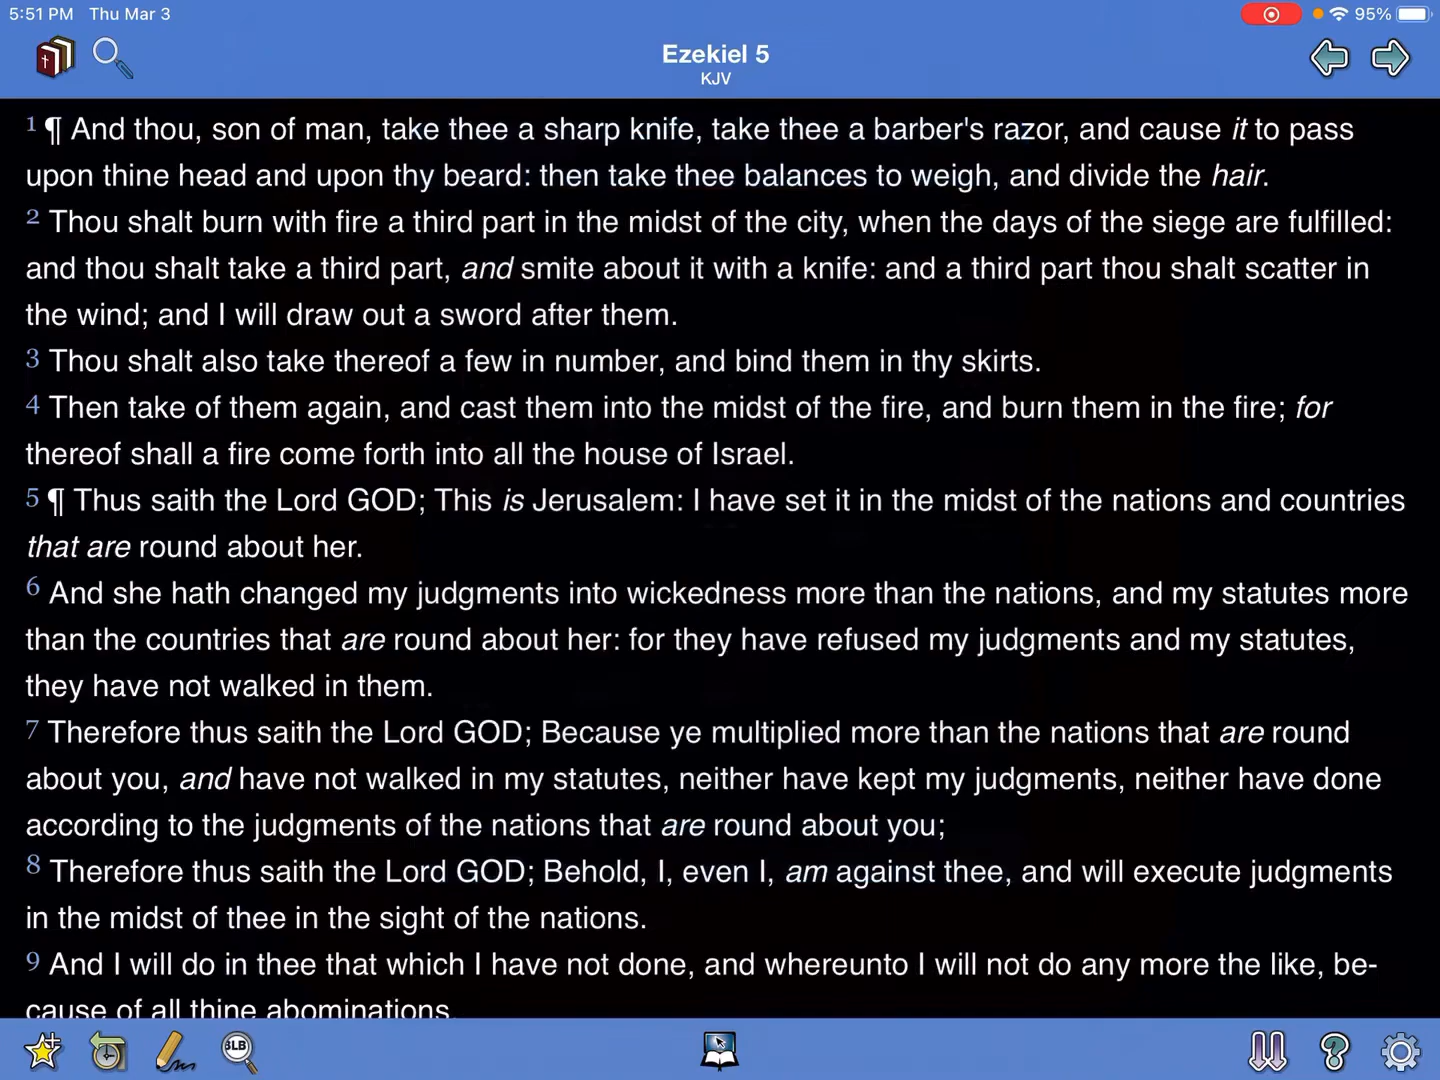 5:51 PM Thu Mar 3
95%
Ezekiel 5
KJV
1 ¶ And thou, son of man, take thee a sharp knife, take thee a barber's razor, and cause it to pass
upon thine head and upon thy beard: then take thee balances to weigh, and divide the hair.
2 Thou shalt burn with fire a third part in the midst of the city, when the days of the siege are fulfilled:
and thou shalt take a third part, and smite about it with a knife: and a third part thou shalt scatter in
the wind; and I will draw out a sword after them.
3 Thou shalt also take thereof a few in number, and bind them in thy skirts.
4 Then take of them again, and cast them into the midst of the fire, and burn them in the fire; for
thereof shall a fire come forth into all the house of Israel.
5 ¶ Thus saith the Lord GOD; This is Jerusalem: I have set it in the midst of the nations and countries
that are round about her.
6 And she hath changed my judgments into wickedness more than the nations, and my statutes more
than the countries that are round about her: for they have refused my judgments and my statutes,
they have not walked in them.
7 Therefore thus saith the Lord GOD; Because ye multiplied more than the nations that are round
about you, and have not walked in my statutes, neither have kept my judgments, neither have done
according to the judgments of the nations that are round about you;
8 Therefore thus saith the Lord GOD; Behold, I, even I, am against thee, and will execute judgments
in the midst of thee in the sight of the nations.
9 And I will do in thee that which I have not done, and whereunto I will not do any more the like, be-
cause of all thine abominations.
BLB